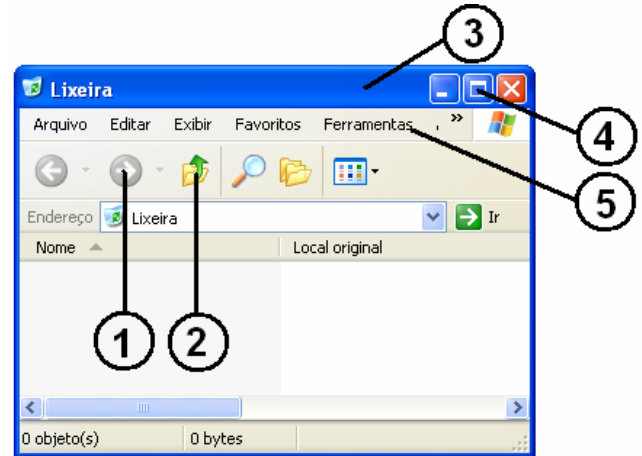 3
Lixeira
Arquivo Editar Exibir Favoritos Ferramentas »
4
5
Endereço Lixeira Ir
Nome Local original
1 2
0 objeto(s) 0 bytes